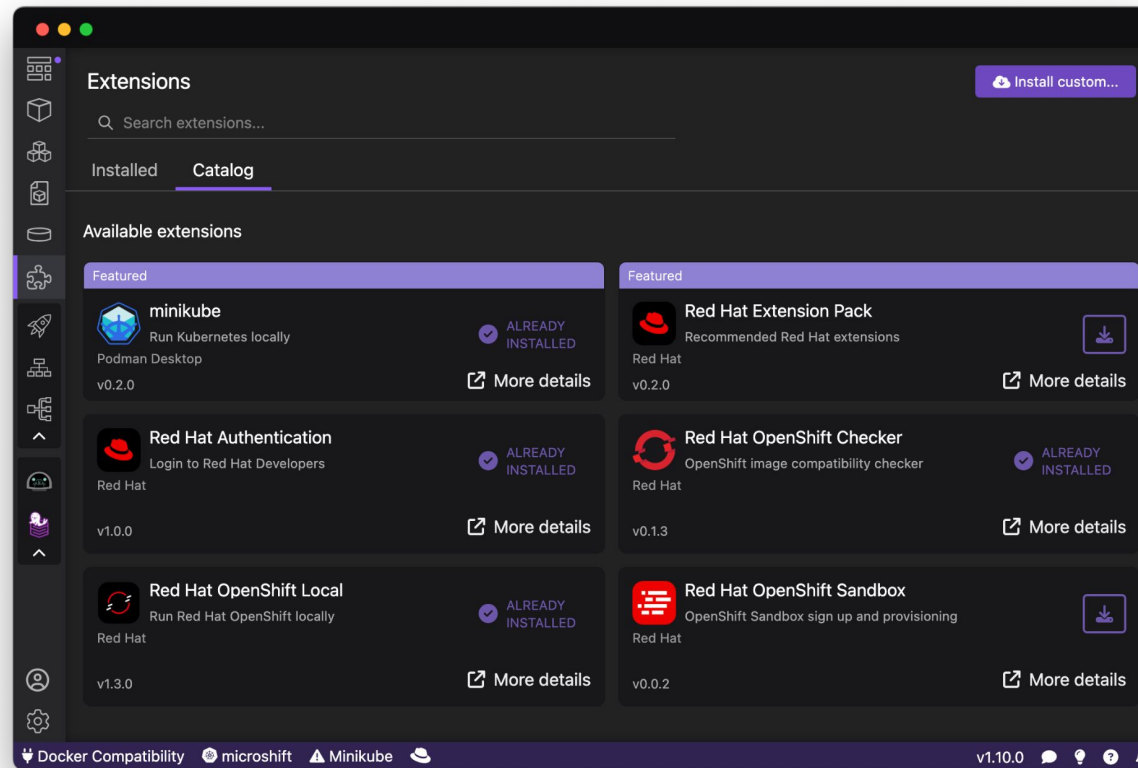 Extensions
Install custom...
Search extensions...
Installed Catalog
Available extensions
Featured
minikube
Run Kubernetes locally
Podman Desktop
ALREADY
INSTALLED
v0.2.0
More details
Featured
Red Hat Extension Pack
Recommended Red Hat extensions
Red Hat
v0.2.0
More details
Red Hat Authentication
Login to Red Hat Developers
Red Hat
ALREADY
INSTALLED
v1.0.0
More details
Red Hat OpenShift Checker
OpenShift image compatibility checker
Red Hat
ALREADY
INSTALLED
v0.1.3
More details
Red Hat OpenShift Local
Run Red Hat OpenShift locally
Red Hat
ALREADY
INSTALLED
v1.3.0
More details
Red Hat OpenShift Sandbox
OpenShift Sandbox sign up and provisioning
Red Hat
v0.0.2
More details
Docker Compatibility microshift Minikube v1.10.0